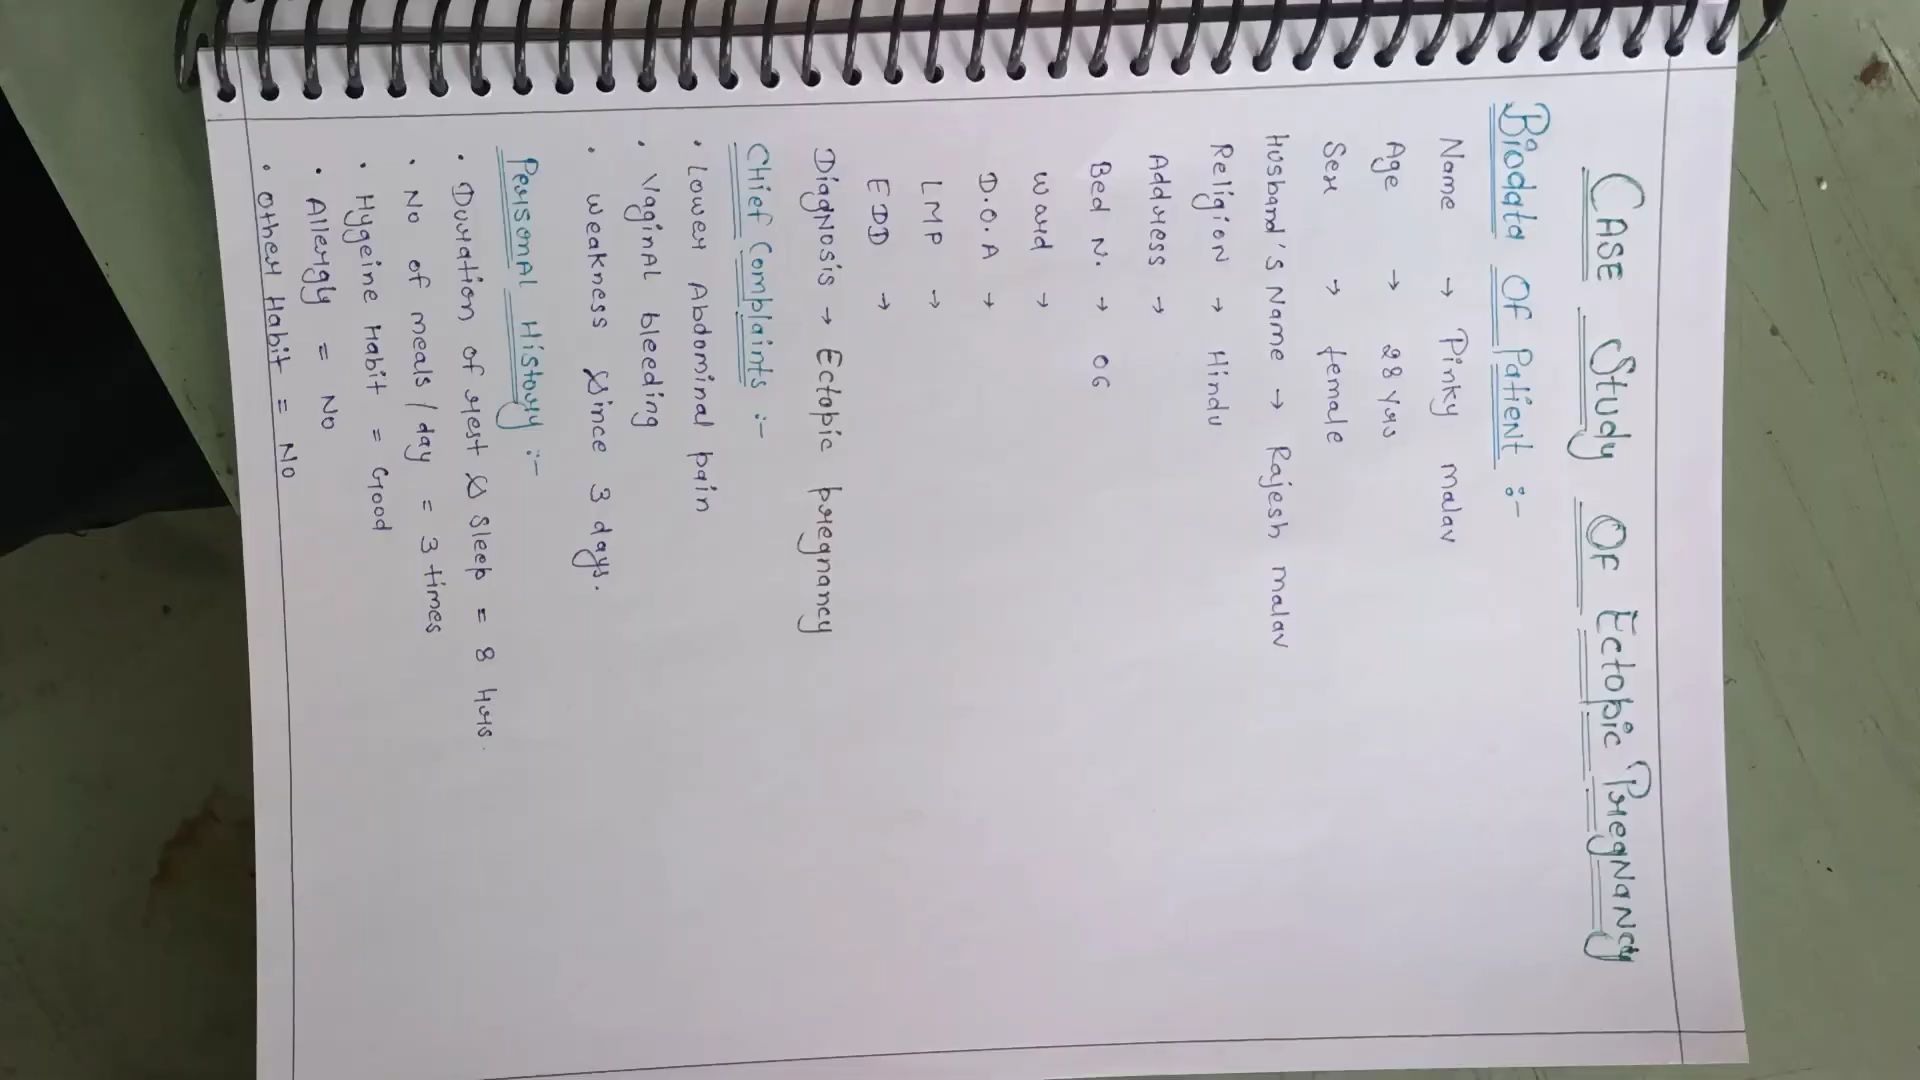 CASE STUDY OF ECTOPIC PREGNANCY
Biodata Of Patient :-
Name → Pinky malav
Age → 28 yrs
Sex → female
Husband's Name → Rajesh malav
Religion → Hindu
Address →
Bed N. → 06
Ward →
D.O.A →
LMP →
EDD →
Diagnosis → Ectopic pregnancy
Chief Complaints :-
• Lower Abdominal pain
• Vaginal bleeding
• Weakness since 3 days.
Personal History :-
• Duration of rest & sleep = 8 hrs.
• No of meals/day = 3 times
• Hygeine Habit = Good
• Allergy = No
• Other Habit = No